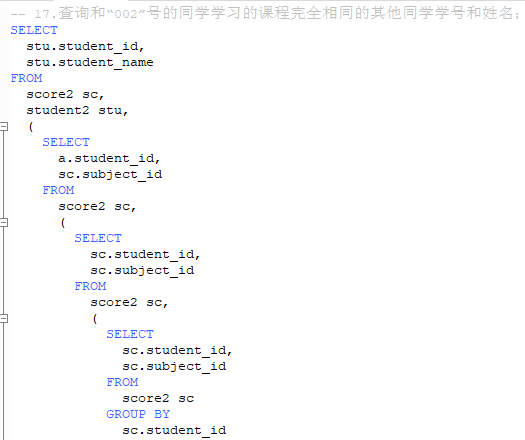 -- 17.查询和“002”号的同学学习的课程完全相同的其他同学学号和姓名;
SELECT
stu.student_id,
stu.student_name
FROM
score2 sc,
student2 stu,
(
SELECT
a.student_id,
sc.subject_id
FROM
score2 sc,
(
SELECT
sc.student_id,
sc.subject_id
FROM
score2 sc,
(
SELECT
sc.student_id,
sc.subject_id
FROM
score2 sc
GROUP BY
sc.student_id